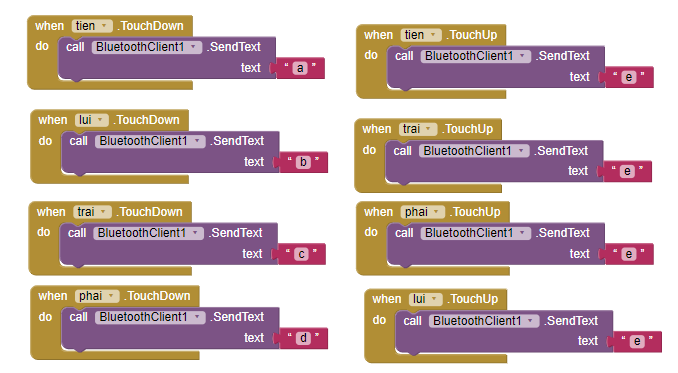 when tien .TouchDown
do call BluetoothClient1 .SendText
text " a "
when lui .TouchDown
do call BluetoothClient1 .SendText
text " b "
when trai .TouchDown
do call BluetoothClient1 .SendText
text " c "
when phai .TouchDown
do call BluetoothClient1 .SendText
text " d "
when tien .TouchUp
do call BluetoothClient1 .SendText
text " e "
when trai .TouchUp
do call BluetoothClient1 .SendText
text " e "
when phai .TouchUp
do call BluetoothClient1 .SendText
text " e "
when lui .TouchUp
do call BluetoothClient1 .SendText
text " e "